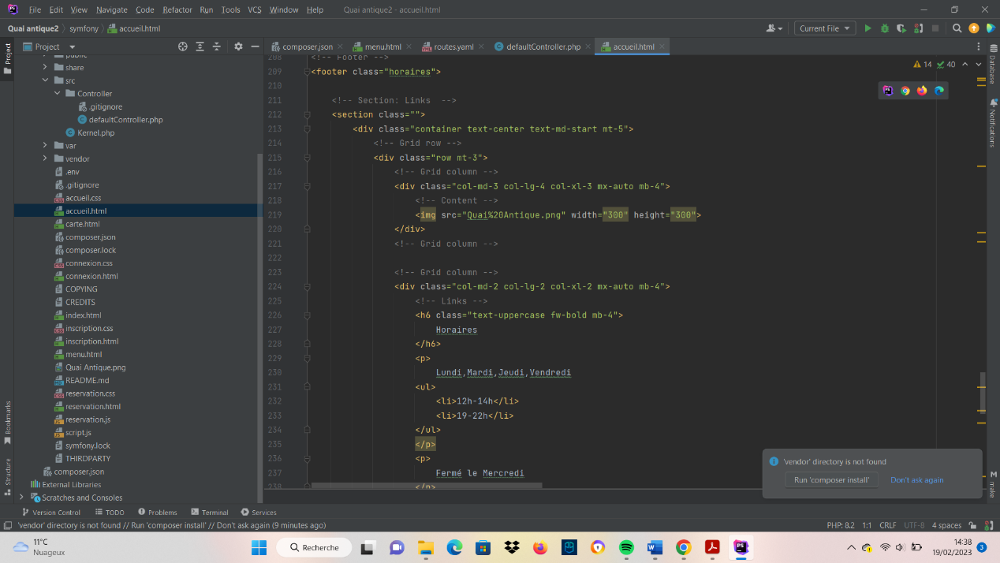 File Edit View Navigate Code Refactor Run Tools VCS Window Help Quai antique2 - accueil.html
Quai antique2 symfony accueil.html Current File
Project composer.json menu.html routes.yaml defaultController.php accueil.html
Project
public
share
src
Controller
.gitignore
defaultController.php
Kernel.php
var
vendor
.env
.gitignore
accueil.css
accueil.html
carte.html
composer.json
composer.lock
connexion.css
connexion.html
COPYING
CREDITS
index.html
inscription.css
inscription.html
menu.html
Quai Antique.png
README.md
reservation.css
reservation.html
reservation.js
script.js
symfony.lock
THIRDPARTY
composer.json
External Libraries
Scratches and Consoles
Bookmarks
Structure
14 40
208 <!-- Footer -->
209 <footer class="horaires">
210
211 <!-- Section: Links -->
212 <section class="">
213 <div class="container text-center text-md-start mt-5">
214 <!-- Grid row -->
215 <div class="row mt-3">
216 <!-- Grid column -->
217 <div class="col-md-3 col-lg-4 col-xl-3 mx-auto mb-4">
218 <!-- Content -->
219 <img src="Quai%20Antique.png" width="300" height="300">
220 </div>
221 <!-- Grid column -->
222
223 <!-- Grid column -->
224 <div class="col-md-2 col-lg-2 col-xl-2 mx-auto mb-4">
225 <!-- Links -->
226 <h6 class="text-uppercase fw-bold mb-4">
227 Horaires
228 </h6>
229 <p>
230 Lundi,Mardi,Jeudi,Vendredi
231 <ul>
232 <li>12h-14h</li>
233 <li>19-22h</li>
234 </ul>
235 </p>
236 <p>
237 Fermé le Mercredi
238 </p>
Database
Notifications
make
'vendor' directory is not found
Run 'composer install' Don't ask again
Version Control TODO Problems Terminal Services
'vendor' directory is not found // Run 'composer install' // Don't ask again (9 minutes ago) PHP: 8.2 1:1 CRLF UTF-8 4 spaces
11°C
Nuageux
Recherche
14:38
19/02/2023
3